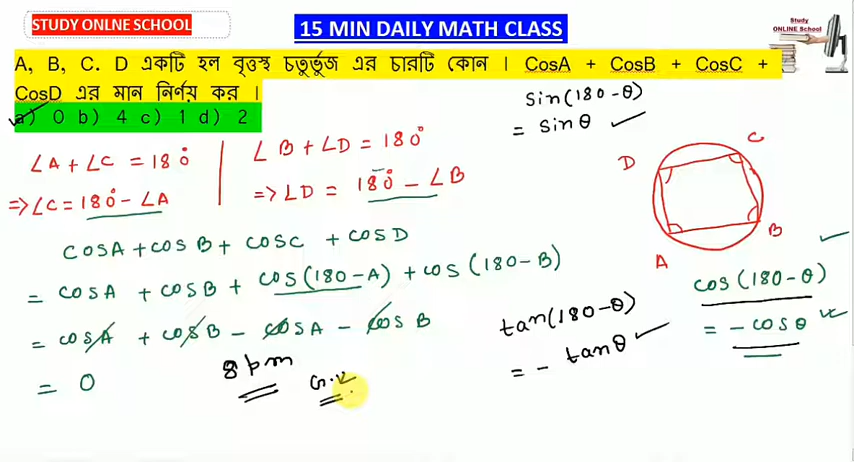 STUDY ONLNE SCHOOL
15 MIN DAILY MATH CLASS
Study
ONLINE School
A, B, C. D একটি হল বৃত্তস্থ চতুর্ভুজ এর চারটি কোন । CosA + CosB + CosC +
CosD এর মান নির্ণয় কর ।
a) 0 b) 4 c) 1 d) 2
sin(180-θ)
= sinθ
∠A + ∠C = 180°
=> ∠C = 180° - ∠A
∠B + ∠D = 180°
=> ∠D = 180° - ∠B
D
C
A
B
cosA + cosB + cosC + cosD
= cosA + cosB + cos(180-A) + cos(180-B)
= cosA + cosB - cosA - cosB
= 0
8 pm
G.K
tan(180-θ)
= - tanθ
cos(180-θ)
= - cosθ